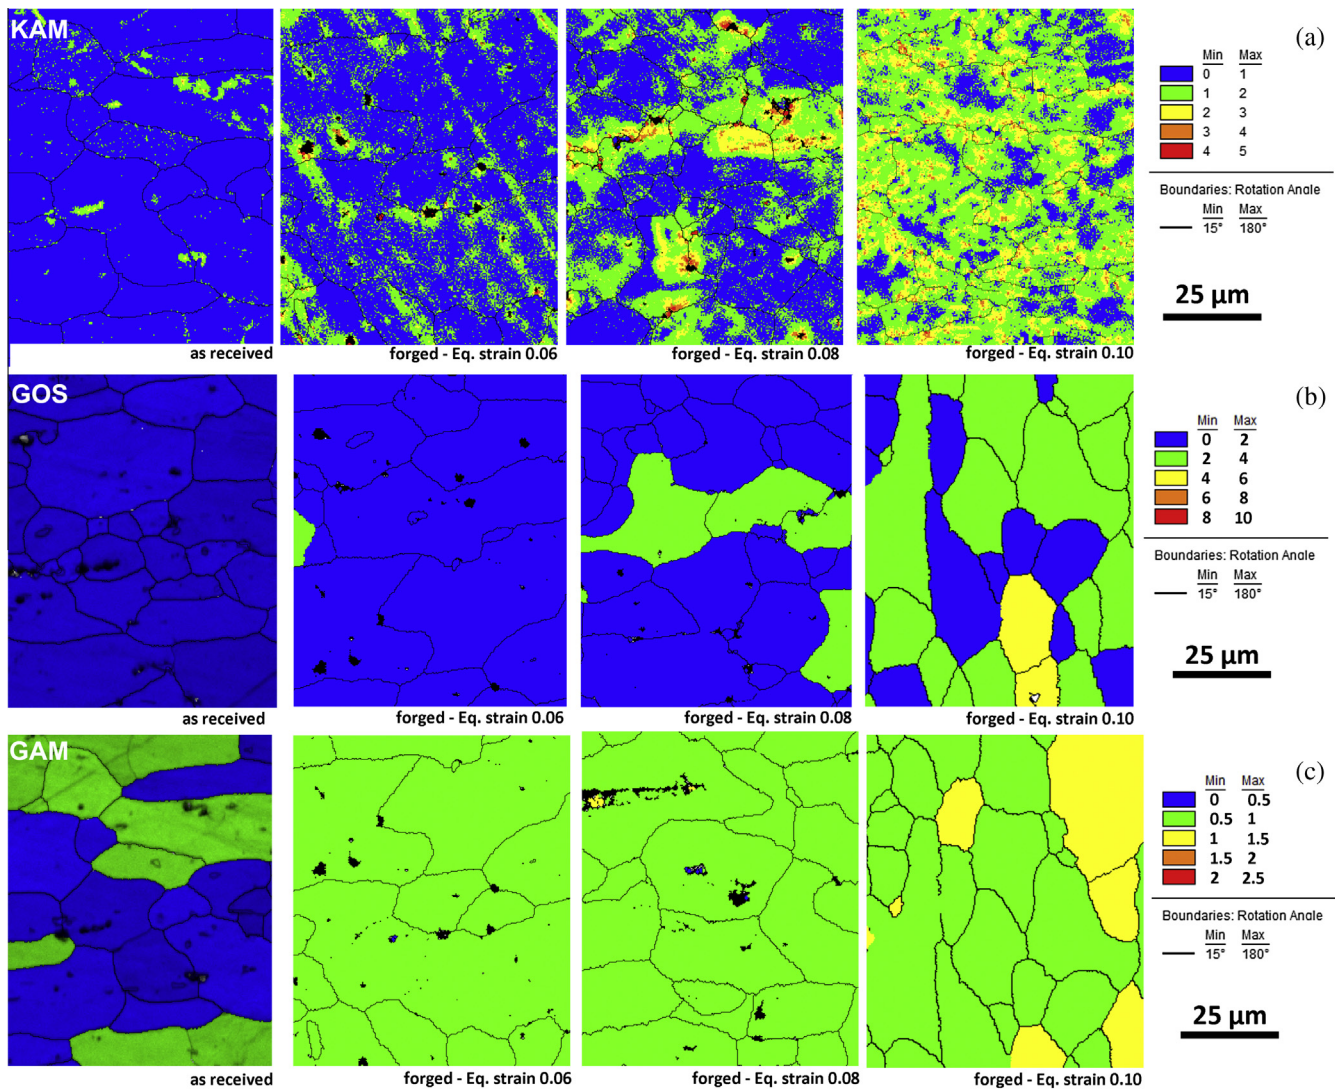 KAM
(a)
Min Max
0 1
1 2
2 3
3 4
4 5
Boundaries: Rotation Angle
Min Max
15° 180°
25 µm
as received
forged - Eq. strain 0.06
forged - Eq. strain 0.08
forged - Eq. strain 0.10
GOS
(b)
Min Max
0 2
2 4
4 6
6 8
8 10
Boundaries: Rotation Angle
Min Max
15° 180°
25 µm
as received
forged - Eq. strain 0.06
forged - Eq. strain 0.08
forged - Eq. strain 0.10
GAM
(c)
Min Max
0 0.5
0.5 1
1 1.5
1.5 2
2 2.5
Boundaries: Rotation Angle
Min Max
15° 180°
25 µm
as received
forged - Eq. strain 0.06
forged - Eq. strain 0.08
forged - Eq. strain 0.10